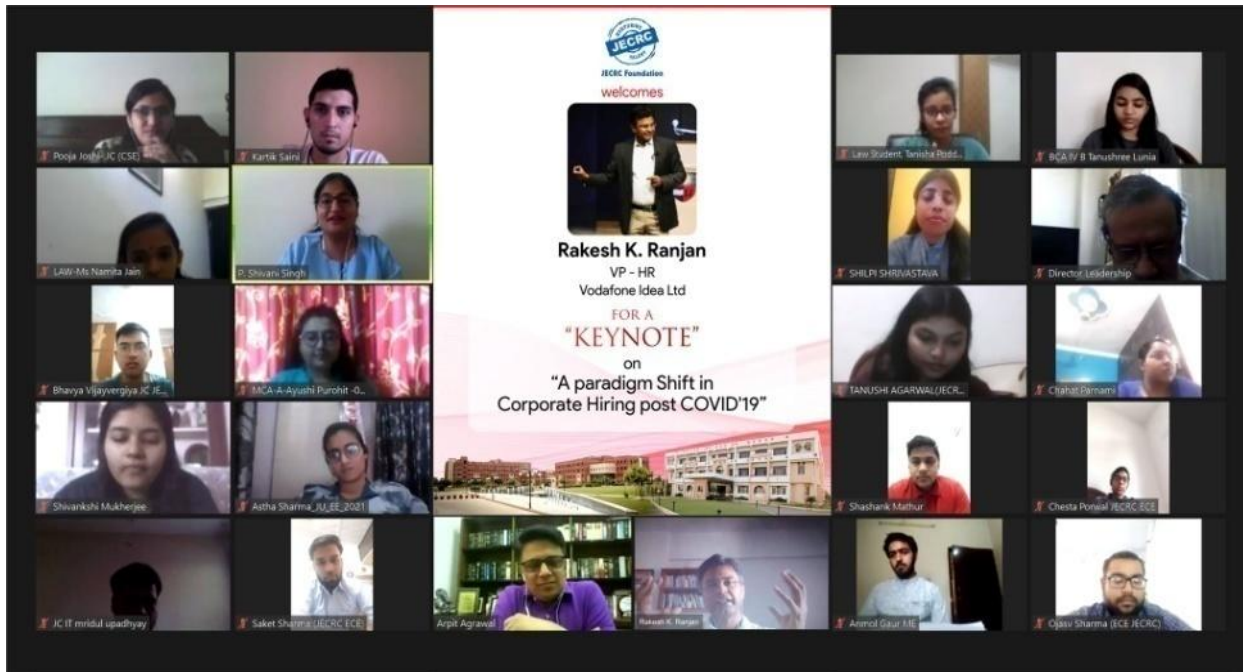 JECRC
JECRC Foundation
welcomes
Rakesh K. Ranjan
VP - HR
Vodafone Idea Ltd
FOR A
“KEYNOTE”
on
“A paradigm Shift in
Corporate Hiring post COVID'19”
Pooja Joshi- JC (CSE)
Kartik Saini
Law Student, Tanisha Podd...
BCA IV B Tanushree Lunia
LAW-Ms Namita Jain
P. Shivani Singh
SHILPI SHRIVASTAVA
Director Leadership
Bhavya Vijayvergiya JC JE...
MCA-A-Ayushi Purohit -0...
TANUSHI AGARWAL(JECR...
Chahat Parnami
Shivankshi Mukherjee
Astha Sharma_JU_EE_2021
Shashank Mathur
Chesta Porwal JECRC ECE
JC IT mridul upadhyay
Saket Sharma (JECRC ECE)
Arpit Agrawal
Rakesh K. Ranjan
Anmol Gaur ME
Ojasv Sharma (ECE JECRC)